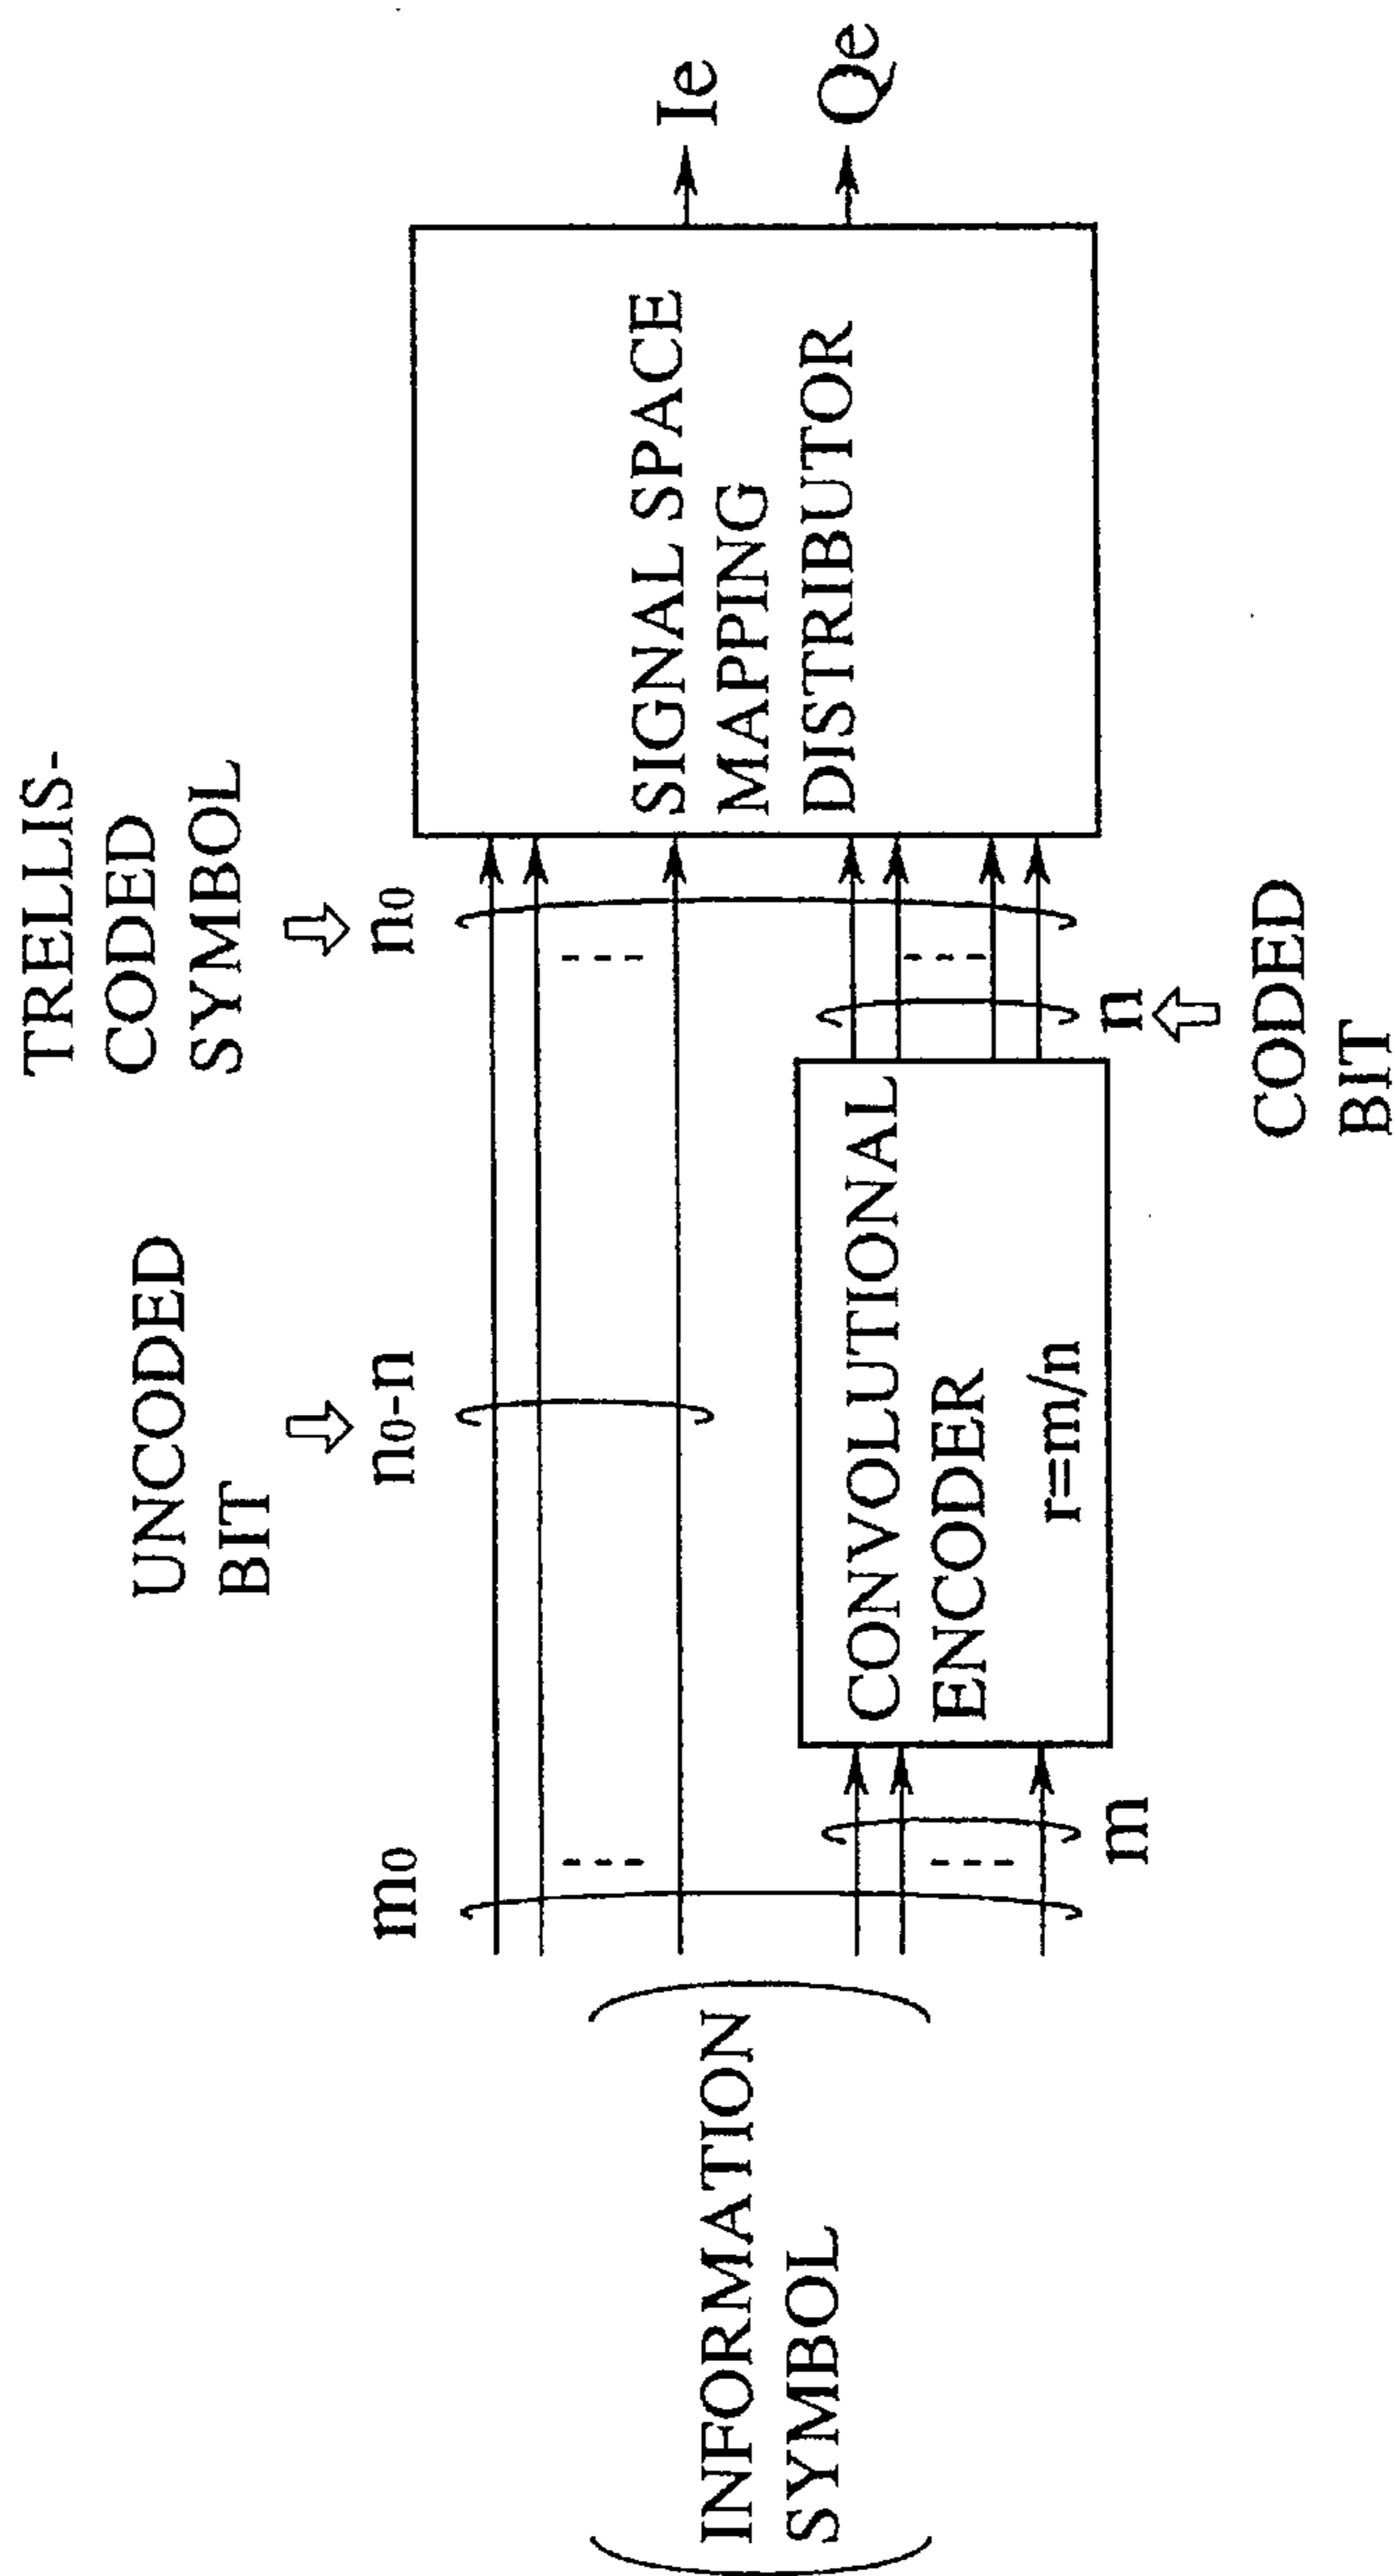 TRELLIS-
CODED
SYMBOL
UNCODED
BIT
m₀
n₀-n
n₀
Ie
Qe
INFORMATION
SYMBOL
SIGNAL SPACE
MAPPING
DISTRIBUTOR
CONVOLUTIONAL
ENCODER
r=m/n
m
n
CODED
BIT